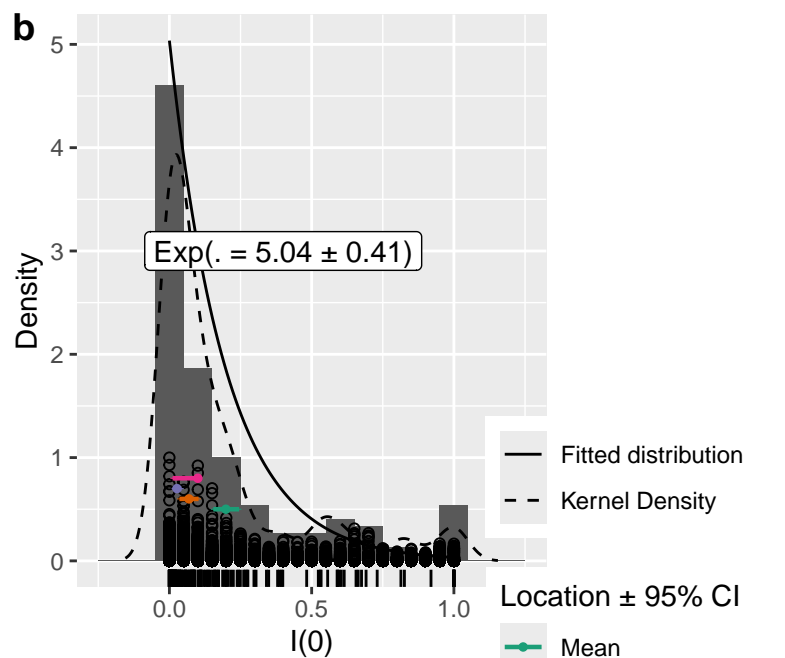 b
5
4
3
2
1
0
Density
Exp(. = 5.04 ± 0.41)
0.0 0.5 1.0
I(0)
Fitted distribution
Kernel Density
Location ± 95% CI
Mean